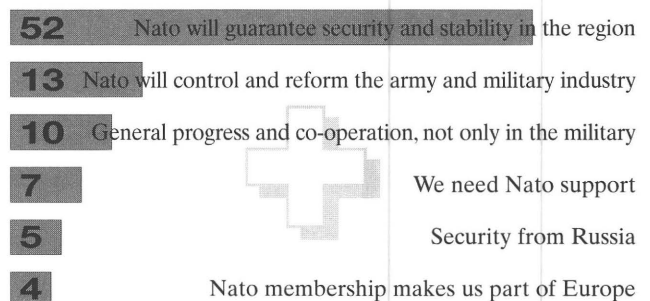 52 Nato will guarantee security and stability in the region
13 Nato will control and reform the army and military industry
10 General progress and co-operation, not only in the military
7 We need Nato support
5 Security from Russia
4 Nato membership makes us part of Europe